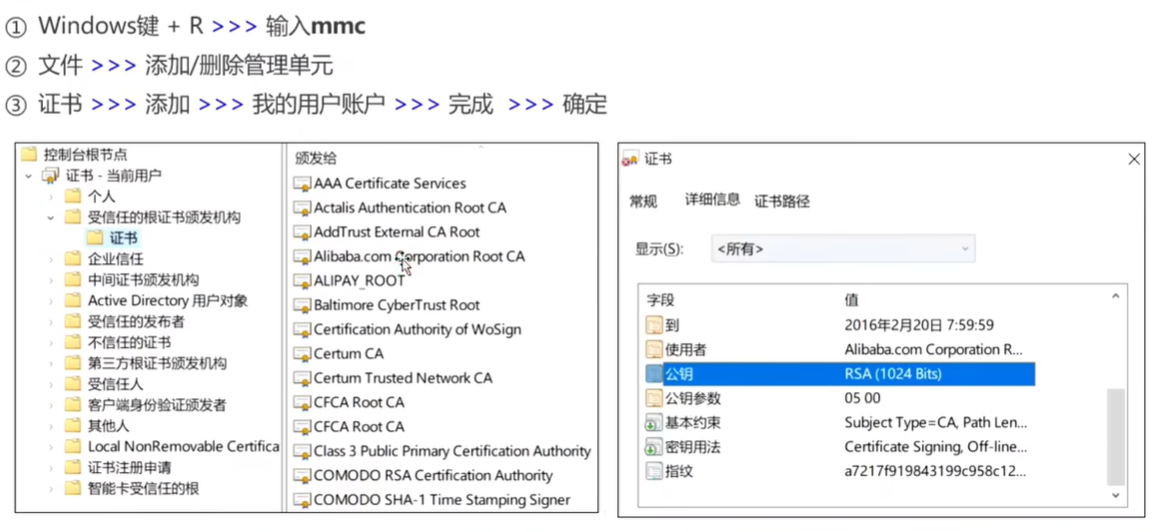 ① Windows键 + R >>> 输入mmc
② 文件 >>> 添加/删除管理单元
③ 证书 >>> 添加 >>> 我的用户账户 >>> 完成 >>> 确定
控制台根节点
证书 - 当前用户
个人
受信任的根证书颁发机构
证书
企业信任
中间证书颁发机构
Active Directory 用户对象
受信任的发布者
不信任的证书
第三方根证书颁发机构
受信任人
客户端身份验证颁发者
其他人
Local NonRemovable Certifica
证书注册申请
智能卡受信任的根
颁发给
AAA Certificate Services
Actalis Authentication Root CA
AddTrust External CA Root
Alibaba.com Corporation Root CA
ALIPAY_ROOT
Baltimore CyberTrust Root
Certification Authority of WoSign
Certum CA
Certum Trusted Network CA
CFCA Root CA
CFCA Root CA
Class 3 Public Primary Certification Authority
COMODO RSA Certification Authority
COMODO SHA-1 Time Stamping Signer
证书
常规 详细信息 证书路径
显示(S): <所有>
字段 值
到 2016年2月20日 7:59:59
使用者 Alibaba.com Corporation R...
公钥 RSA (1024 Bits)
公钥参数 05 00
基本约束 Subject Type=CA, Path Len...
密钥用法 Certificate Signing, Off-line...
指纹 a7217f919843199c958c12...